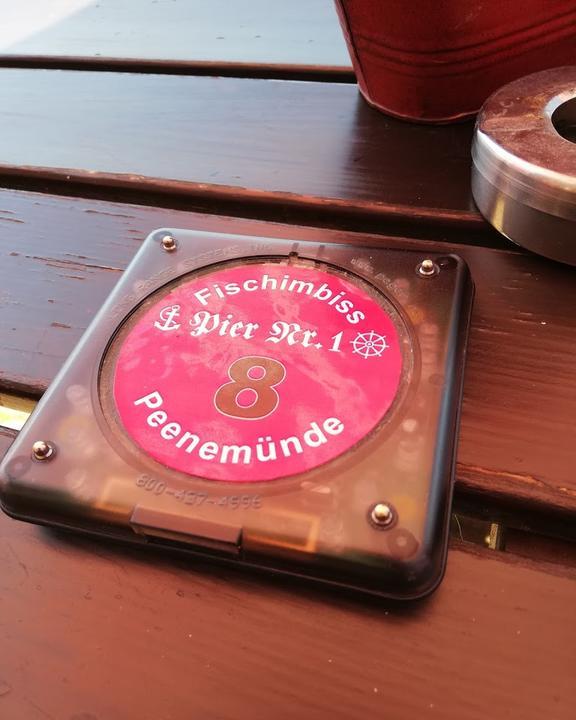 Fischimbiss
Pier Nr. 1
8
Peenemünde
800-437-4996